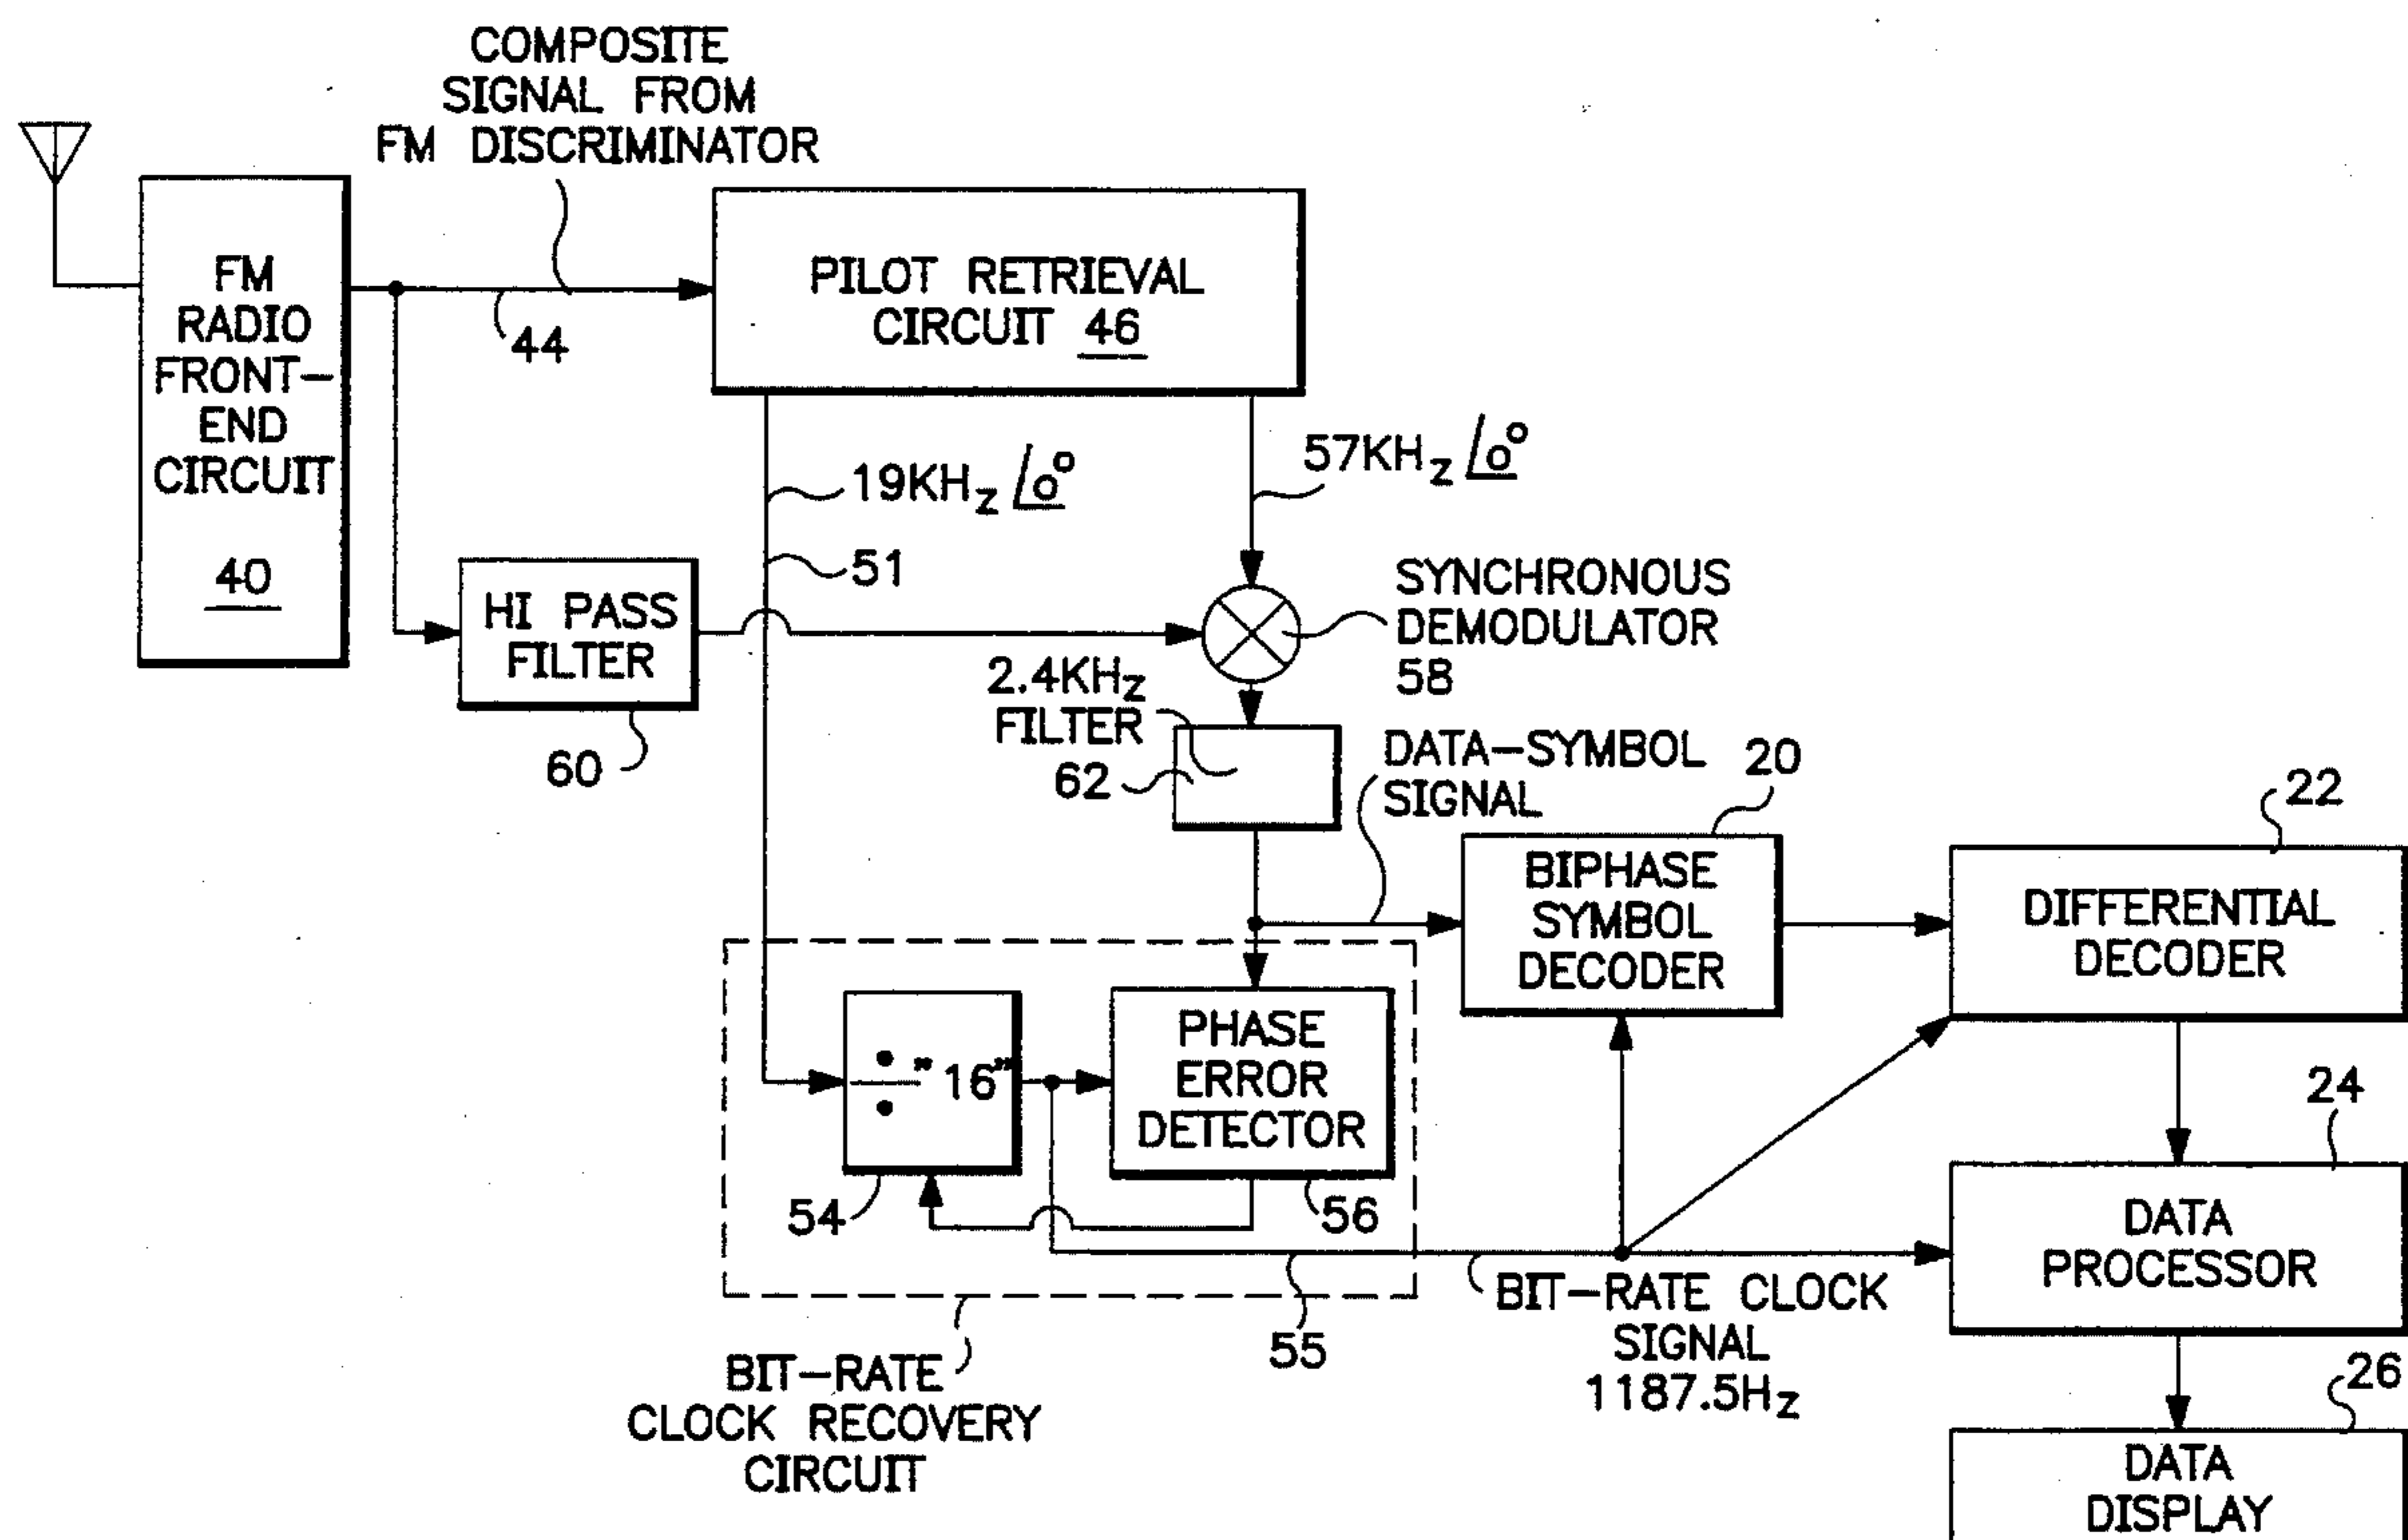 COMPOSITE
SIGNAL FROM
FM DISCRIMINATOR
FM
RADIO
FRONT-
END
CIRCUIT
40
44
PILOT RETRIEVAL
CIRCUIT 46
19KHz /0°
57KHz /0°
51
HI PASS
FILTER
60
SYNCHRONOUS
DEMODULATOR
58
2.4KHz
FILTER
62
DATA-SYMBOL
SIGNAL
20
BIPHASE
SYMBOL
DECODER
22
DIFFERENTIAL
DECODER
÷ "16"
54
PHASE
ERROR
DETECTOR
56
24
DATA
PROCESSOR
55
BIT-RATE CLOCK
SIGNAL
1187.5Hz
BIT-RATE
CLOCK RECOVERY
CIRCUIT
26
DATA
DISPLAY